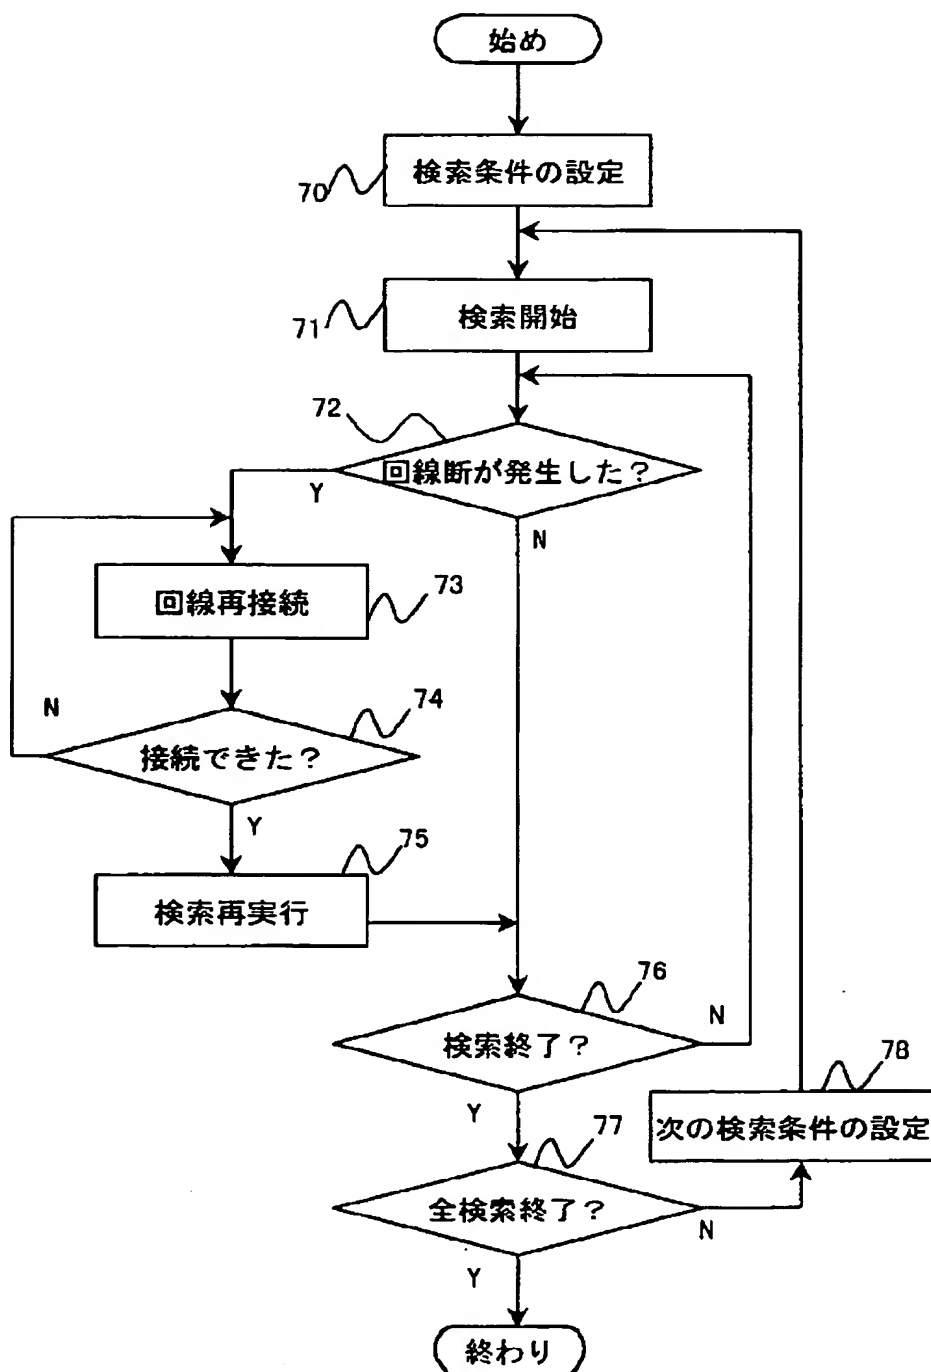 始め
検索条件の設定
70
検索開始
71
72
回線断が発生した？
Y
N
回線再接続
73
74
N
接続できた？
Y
75
検索再実行
76
検索終了？
N
Y
78
次の検索条件の設定
77
全検索終了？
N
Y
終わり